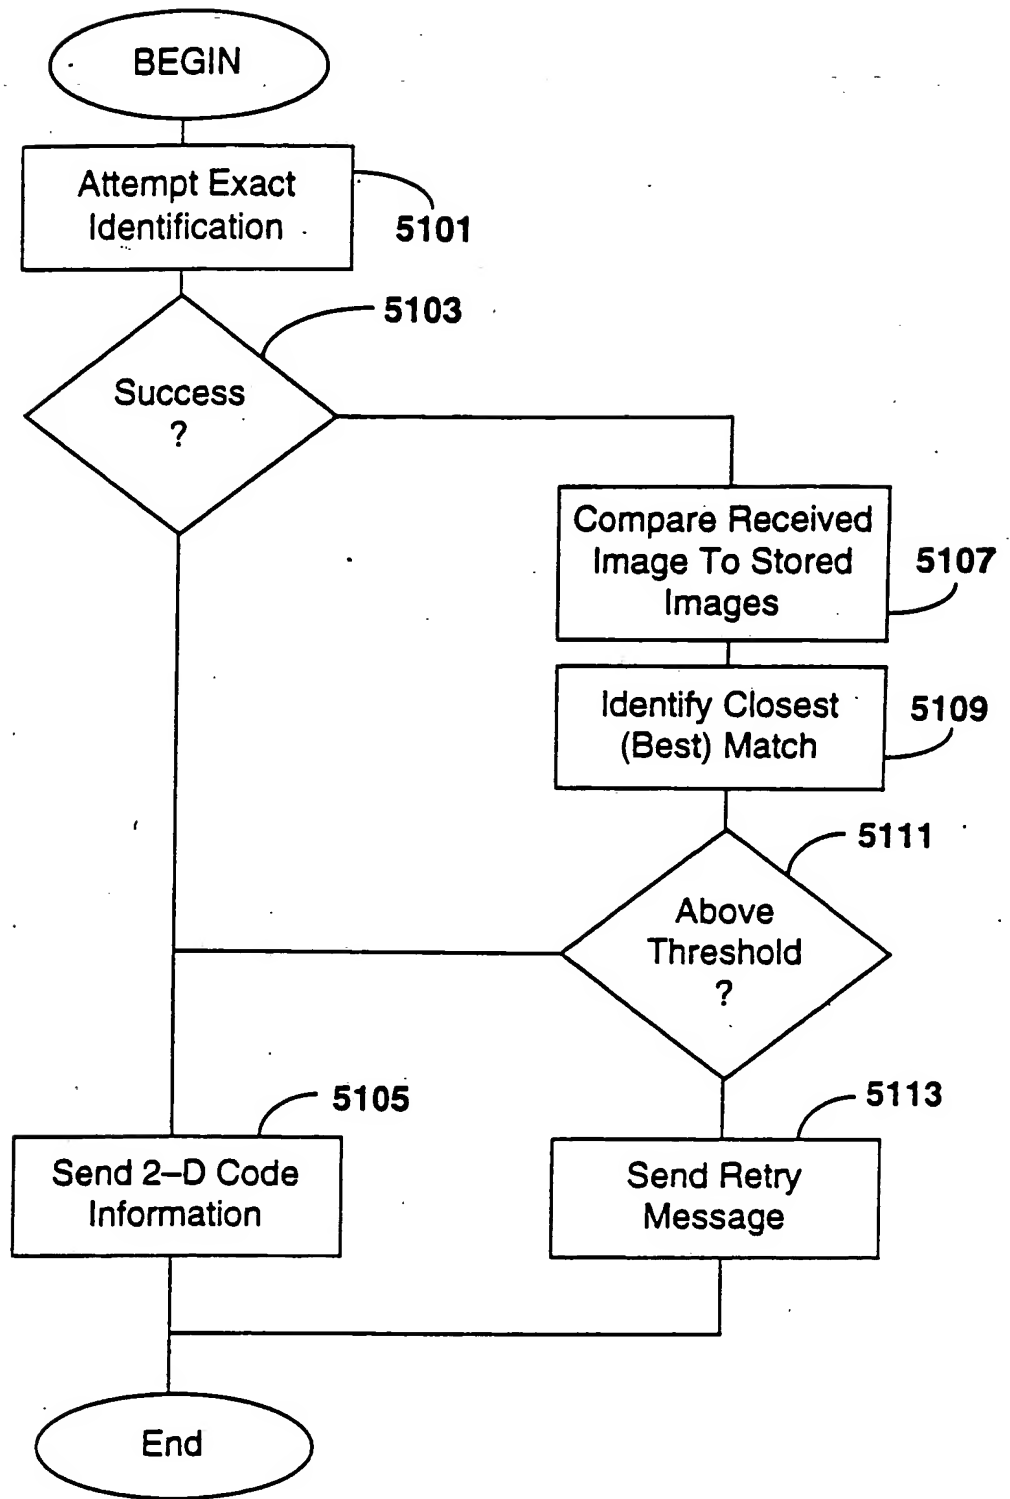 BEGIN
Attempt Exact
Identification
5101
5103
Success
?
Compare Received
Image To Stored
Images
5107
Identify Closest
(Best) Match
5109
5111
Above
Threshold
?
5105
Send 2–D Code
Information
5113
Send Retry
Message
End